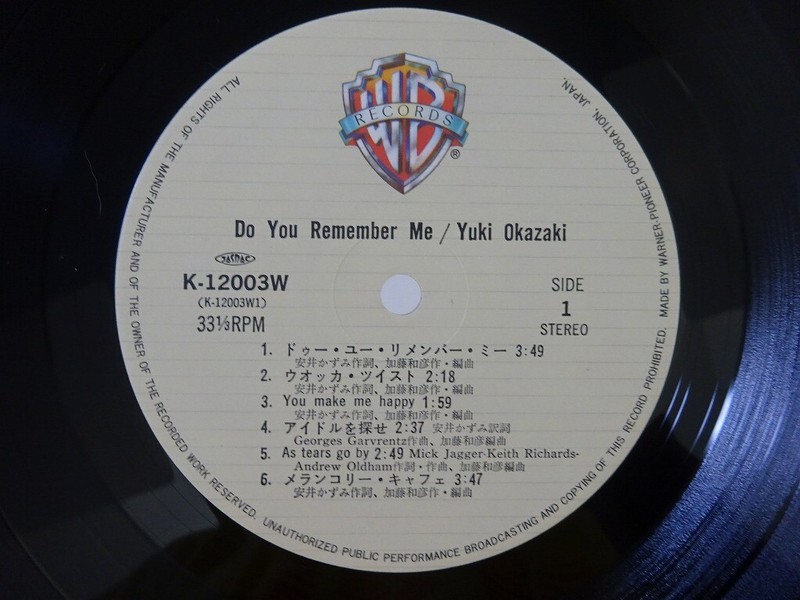 WB
RECORDS
®
Do You Remember Me / Yuki Okazaki
K-12003W
(K-12003W1)
33⅓RPM
SIDE
1
STEREO
1. ドゥー・ユー・リメンバー・ミー 3:49
安井かずみ作詞、加藤和彦作・編曲
2. ウオッカ・ツイスト 2:18
安井かずみ作詞、加藤和彦作・編曲
3. You make me happy 1:59
安井かずみ作詞、加藤和彦作・編曲
4. アイドルを探せ 2:37 安井かずみ訳詞
Georges Garvrentz作曲、加藤和彦編曲
5. As tears go by 2:49 Mick Jagger-Keith Richards-
Andrew Oldham作詞・作曲、加藤和彦編曲
6. メランコリー・キャフェ 3:47
安井かずみ作詞、加藤和彦作・編曲
ALL RIGHTS OF THE MANUFACTURER AND OF THE OWNER OF THE RECORDED WORK RESERVED. UNAUTHORIZED PUBLIC PERFORMANCE BROADCASTING AND COPYING OF THIS RECORD PROHIBITED. MADE BY WARNER-PIONEER CORPORATION, JAPAN.